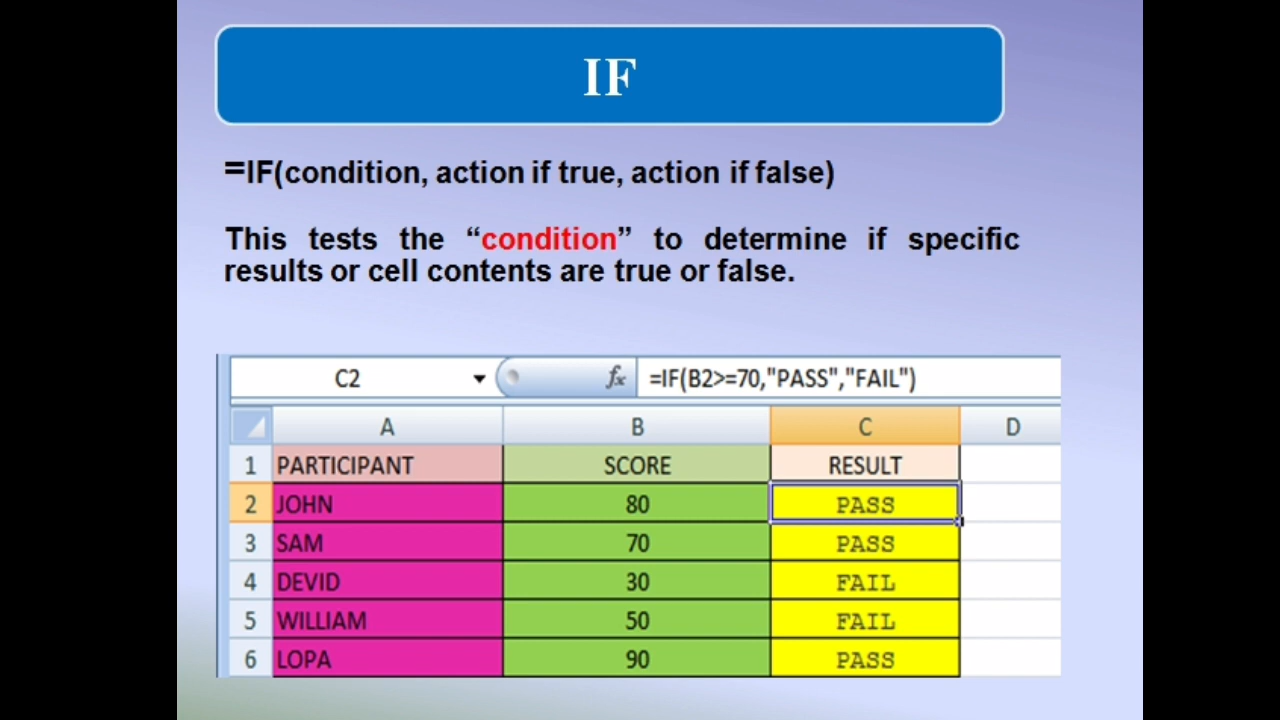 IF
=IF(condition, action if true, action if false)
This tests the “condition” to determine if specific
results or cell contents are true or false.
C2 fx =IF(B2>=70,"PASS","FAIL")
A B C D
1 PARTICIPANT SCORE RESULT
2 JOHN 80 PASS
3 SAM 70 PASS
4 DEVID 30 FAIL
5 WILLIAM 50 FAIL
6 LOPA 90 PASS